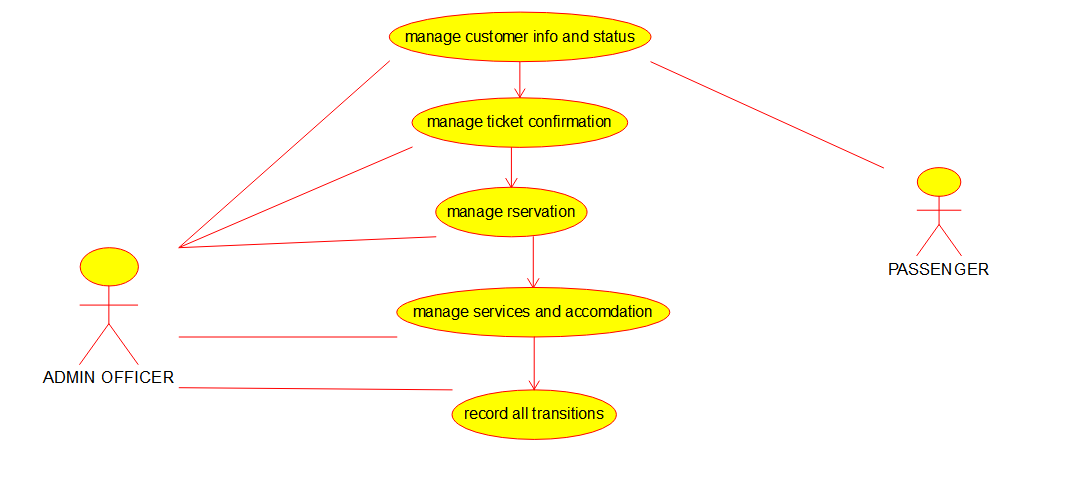 manage customer info and status
manage ticket confirmation
manage rservation
PASSENGER
manage services and accomdation
ADMIN OFFICER
record all transitions